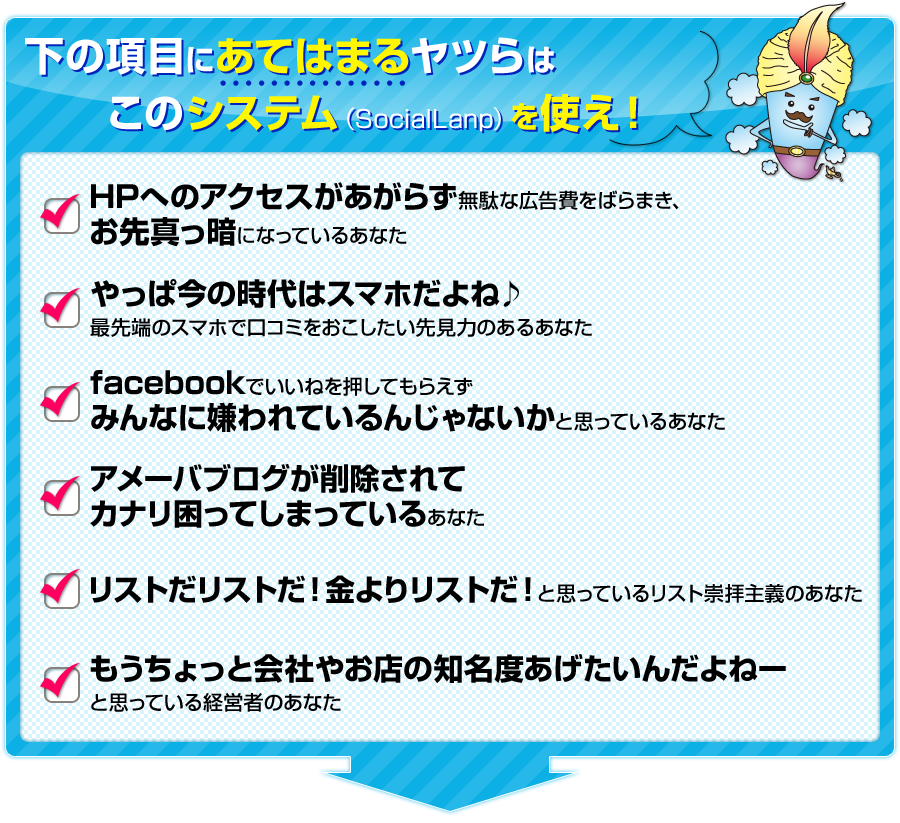 下の項目にあてはまるヤツらは
このシステム（SocialLanp）を使え！
HPへのアクセスがあがらず無駄な広告費をばらまき、
お先真っ暗になっているあなた
やっぱ今の時代はスマホだよね♪
最先端のスマホで口コミをおこしたい先見力のあるあなた
facebookでいいねを押してもらえず
みんなに嫌われているんじゃないかと思っているあなた
アメーバブログが削除されて
カナリ困ってしまっているあなた
リストだリストだ！金よりリストだ！と思っているリスト崇拝主義のあなた
もうちょっと会社やお店の知名度あげたいんだよねー
と思っている経営者のあなた